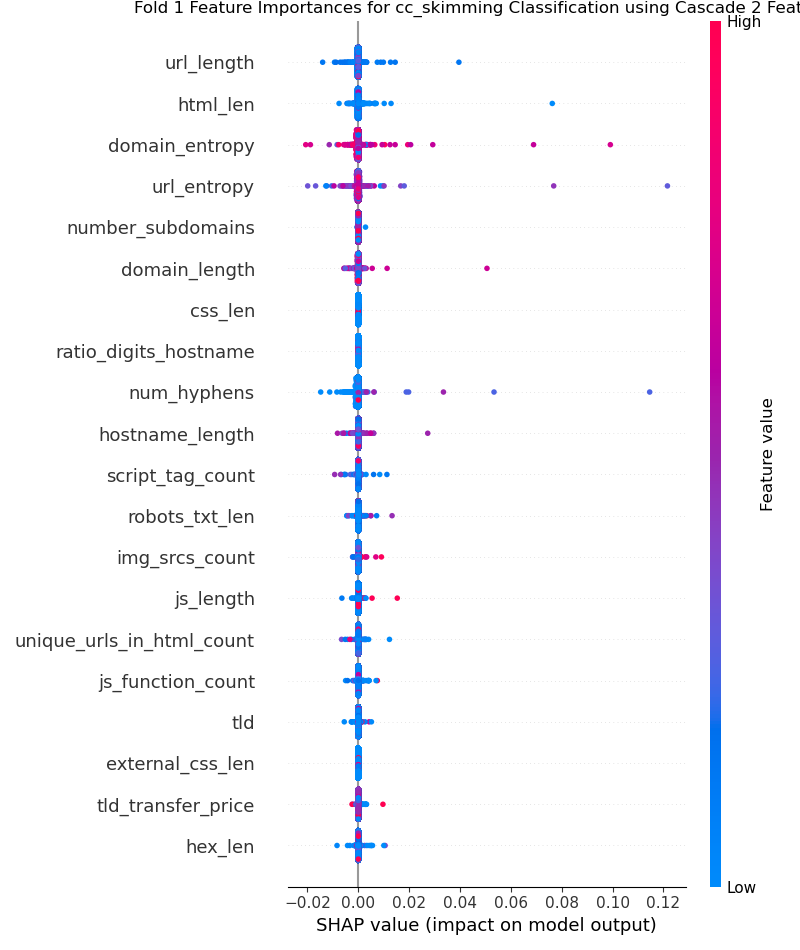 Fold 1 Feature Importances for cc_skimming Classification using Cascade 2 Feat
High
url_length
html_len
domain_entropy
url_entropy
number_subdomains
domain_length
css_len
ratio_digits_hostname
num_hyphens
hostname_length
script_tag_count
robots_txt_len
img_srcs_count
js_length
unique_urls_in_html_count
js_function_count
tld
external_css_len
tld_transfer_price
hex_len
Feature value
Low
−0.02 0.00 0.02 0.04 0.06 0.08 0.10 0.12
SHAP value (impact on model output)